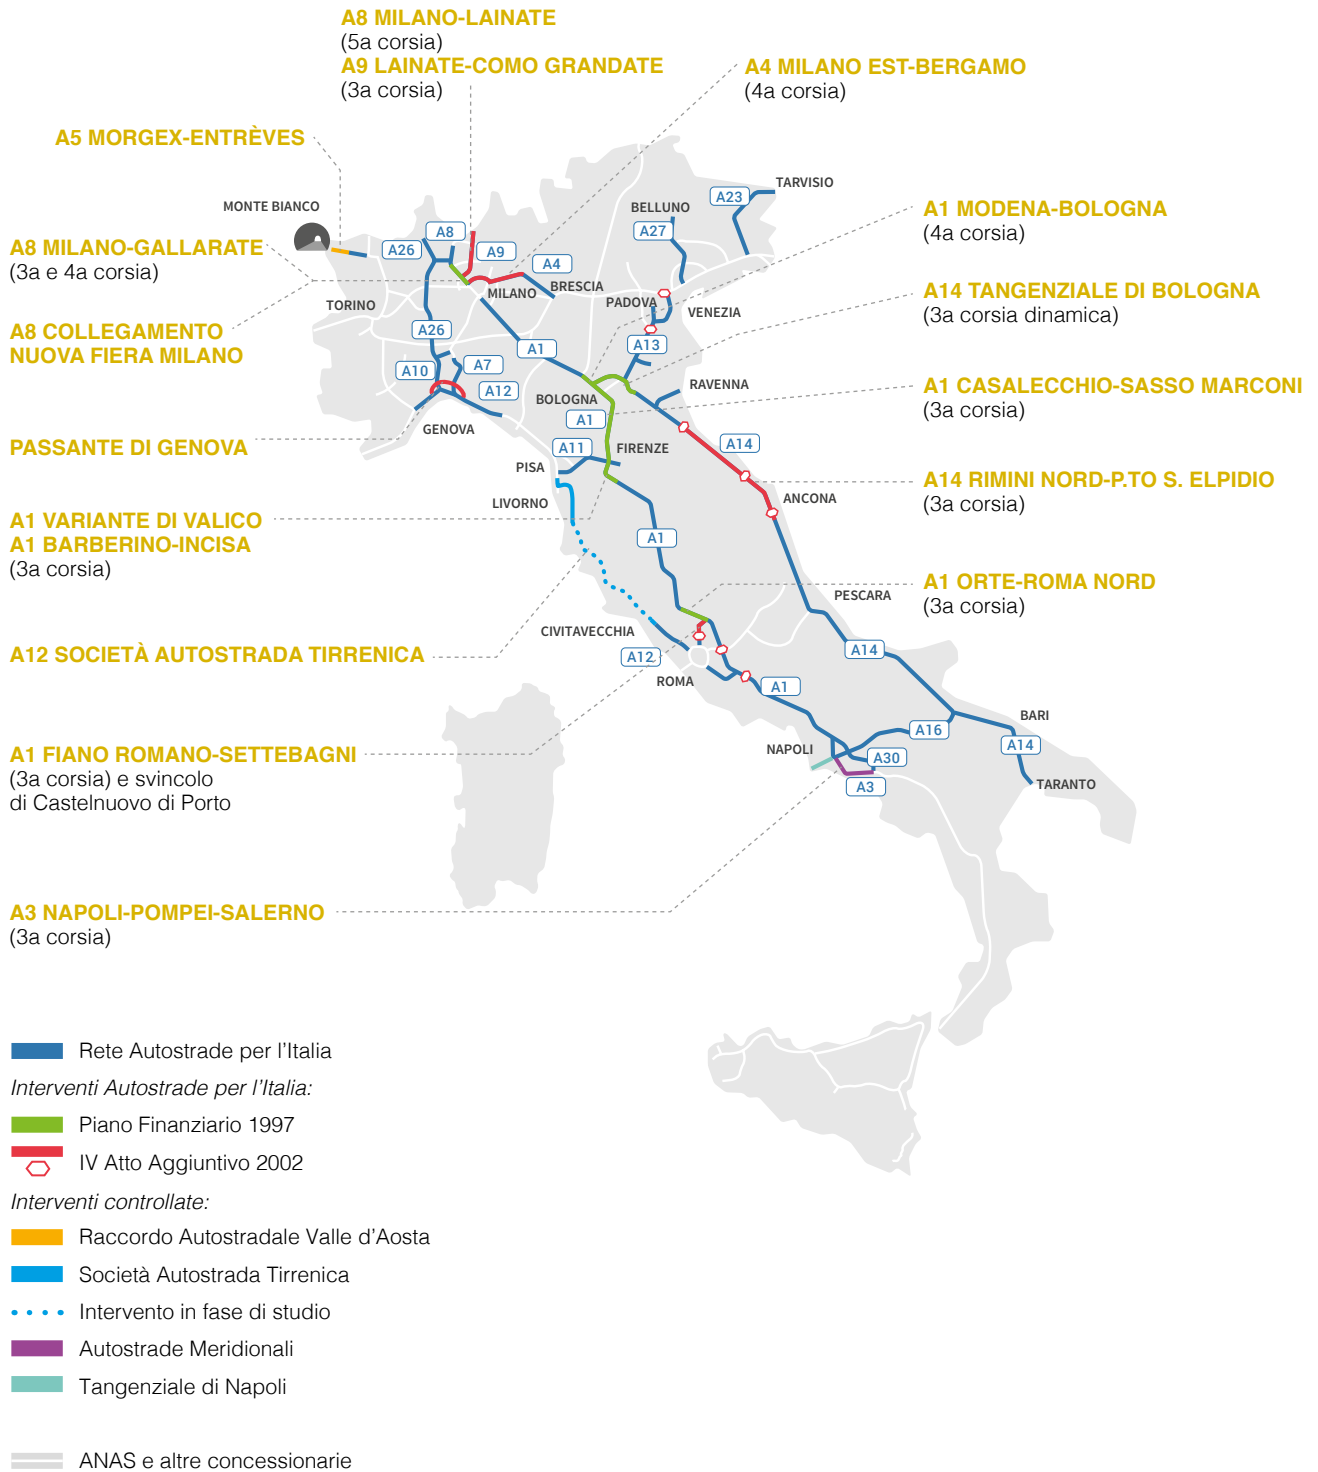 A8 MILANO-LAINATE
(5a corsia)
A9 LAINATE-COMO GRANDATE
(3a corsia)
A4 MILANO EST-BERGAMO
(4a corsia)
A5 MORGEX-ENTRÈVES
MONTE BIANCO
A8 MILANO-GALLARATE
(3a e 4a corsia)
A8 COLLEGAMENTO
NUOVA FIERA MILANO
PASSANTE DI GENOVA
A1 VARIANTE DI VALICO
A1 BARBERINO-INCISA
(3a corsia)
A12 SOCIETÀ AUTOSTRADA TIRRENICA
A1 FIANO ROMANO-SETTEBAGNI
(3a corsia) e svincolo
di Castelnuovo di Porto
A3 NAPOLI-POMPEI-SALERNO
(3a corsia)
A1 MODENA-BOLOGNA
(4a corsia)
A14 TANGENZIALE DI BOLOGNA
(3a corsia dinamica)
A1 CASALECCHIO-SASSO MARCONI
(3a corsia)
A14 RIMINI NORD-P.TO S. ELPIDIO
(3a corsia)
A1 ORTE-ROMA NORD
(3a corsia)
TARVISIO
A23
BELLUNO
A27
A26
A8
A9
A4
BRESCIA
MILANO
TORINO
PADOVA
VENEZIA
A26
A1
A13
A10
A7
A12
RAVENNA
BOLOGNA
GENOVA
A1
A14
A11
FIRENZE
PISA
LIVORNO
ANCONA
A1
PESCARA
CIVITAVECCHIA
A12
ROMA
A14
A1
BARI
A16
A14
NAPOLI
A30
A3
TARANTO
Rete Autostrade per l'Italia
Interventi Autostrade per l'Italia:
Piano Finanziario 1997
IV Atto Aggiuntivo 2002
Interventi controllate:
Raccordo Autostradale Valle d'Aosta
Società Autostrada Tirrenica
Intervento in fase di studio
Autostrade Meridionali
Tangenziale di Napoli
ANAS e altre concessionarie